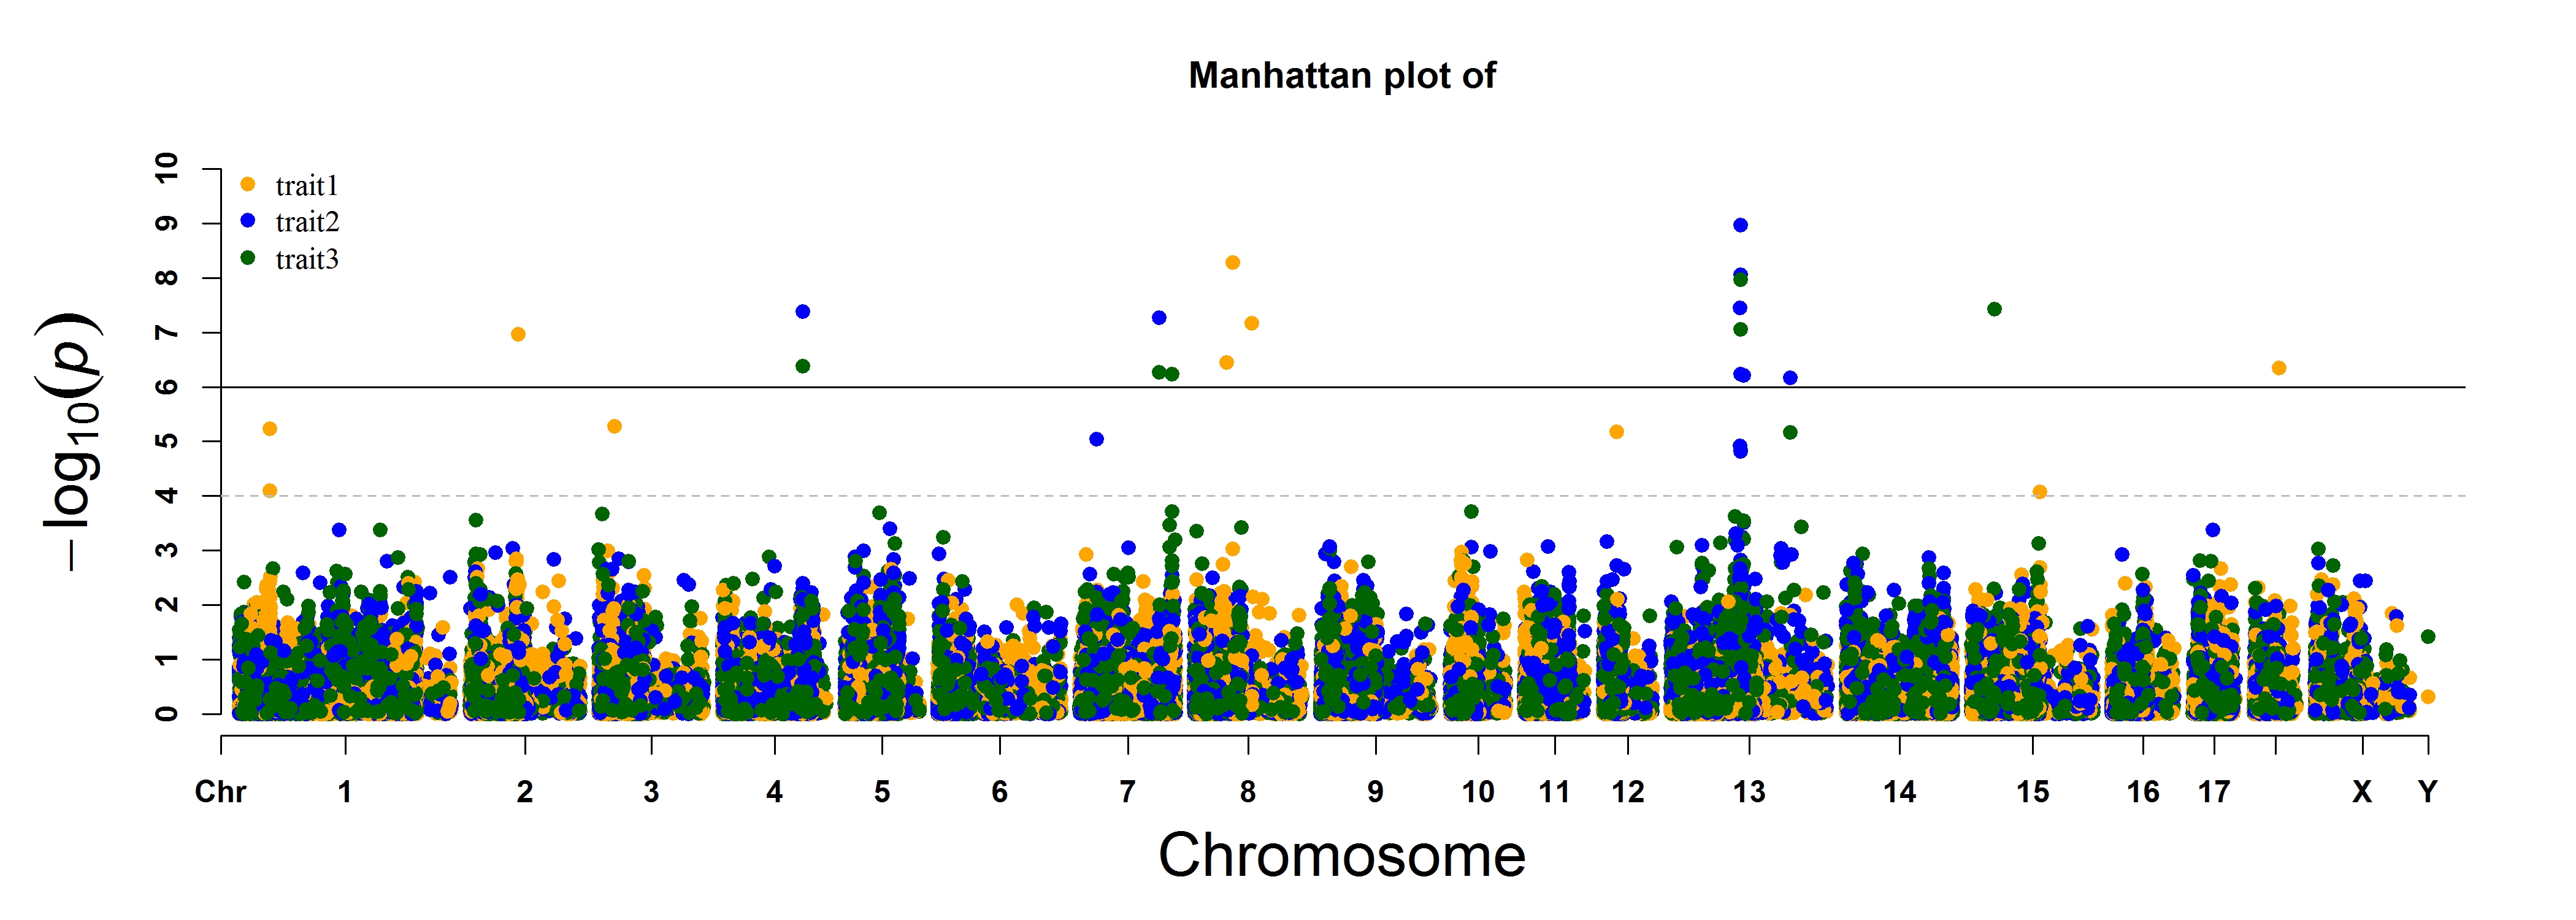 Manhattan plot of
10
9
8
7
6
5
4
3
2
1
0
−log10(p)
trait1
trait2
trait3
Chr 1 2 3 4 5 6 7 8 9 10 11 12 13 14 15 16 17 X Y
Chromosome